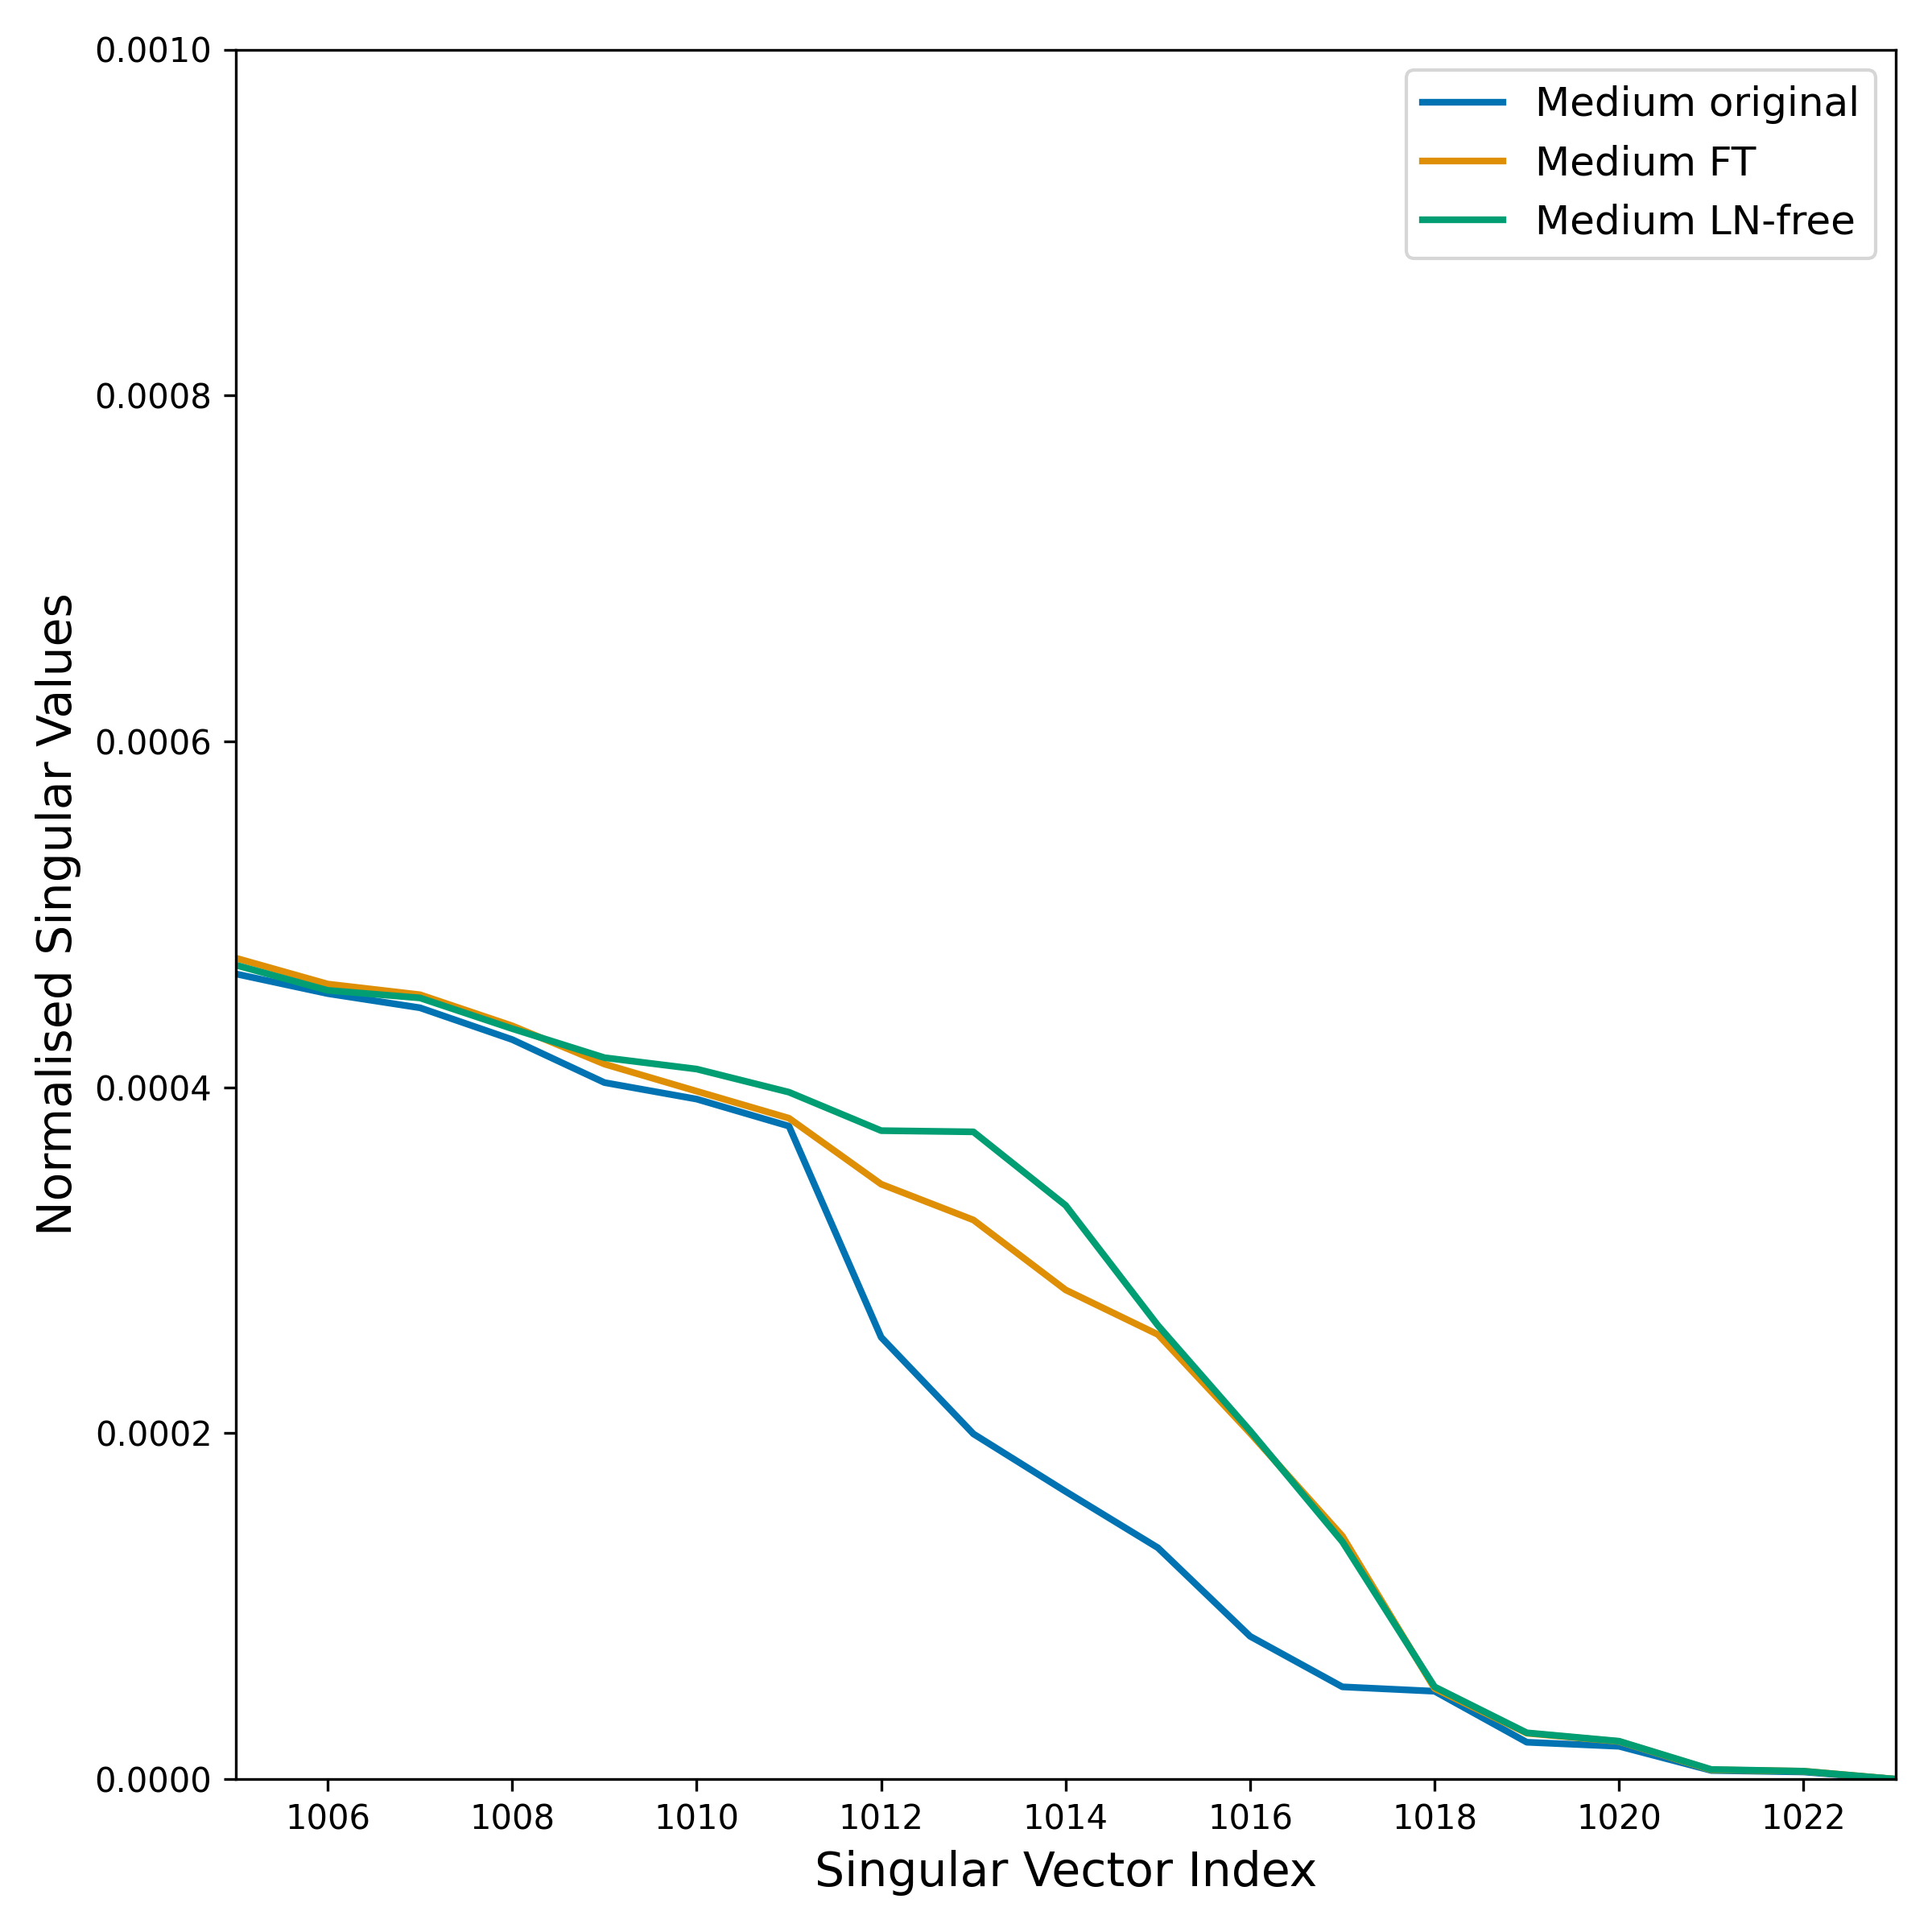 0.0010
0.0008
0.0006
0.0004
0.0002
0.0000
Normalised Singular Values
Medium original
Medium FT
Medium LN-free
1006 1008 1010 1012 1014 1016 1018 1020 1022
Singular Vector Index